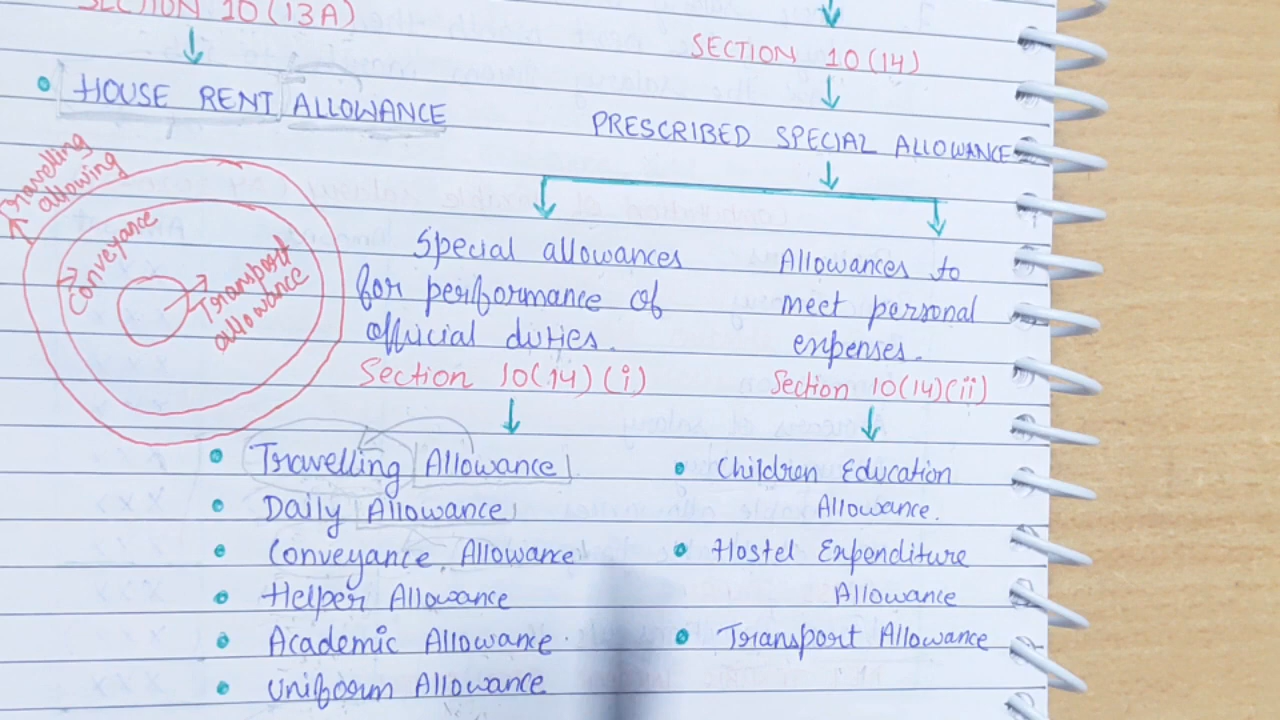 SECTION 10(13A)
• HOUSE RENT ALLOWANCE
Travelling
allowing
Conveyance
Transport
allowance
SECTION 10(14)
PRESCRIBED SPECIAL ALLOWANCE
Special allowances
for performance of
official duties.
Section 10(14)(i)
• Travelling Allowance
• Daily Allowance
• Conveyance Allowance
• Helper Allowance
• Academic Allowance.
• Uniform Allowance
Allowances to
meet personal
expenses.
Section 10(14)(ii)
• Children Education
Allowance.
• Hostel Expenditure
Allowance
• Transport Allowance